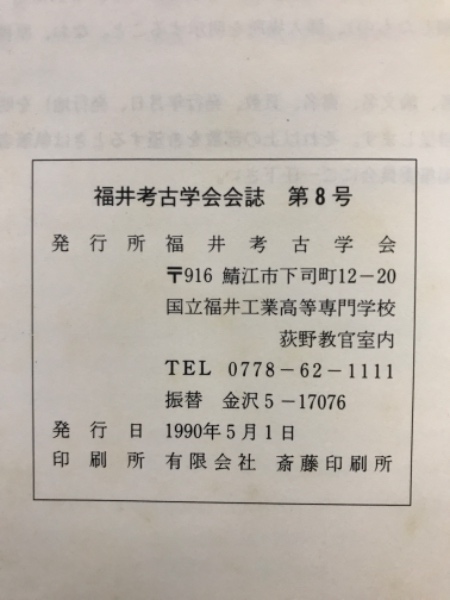 福井考古学会会誌 第8号
発行所 福井考古学会
〒916 鯖江市下司町12-20
国立福井工業高等専門学校
荻野教官室内
TEL 0778-62-1111
振替 金沢5-17076
発行日 1990年5月1日
印刷所 有限会社 斎藤印刷所